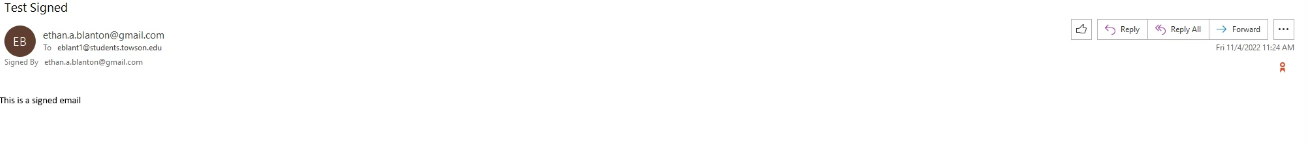 Test Signed
EB
ethan.a.blanton@gmail.com
To eblant1@students.towson.edu
Signed By ethan.a.blanton@gmail.com
Reply Reply All Forward ...
Fri 11/4/2022 11:24 AM
This is a signed email